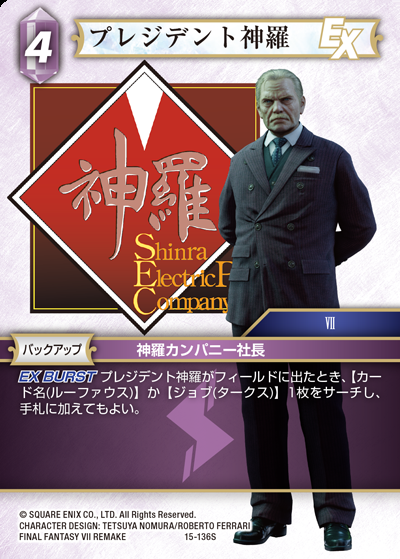 4
プレジデント神羅
EX
神羅
Shinra
Electric P
Company
VII
バックアップ
神羅カンパニー社長
EX BURST プレジデント神羅がフィールドに出たとき、【カー
ド名(ルーファウス)】か【ジョブ(タークス)】1枚をサーチし、
手札に加えてもよい。
© SQUARE ENIX CO., LTD. All Rights Reserved.
CHARACTER DESIGN: TETSUYA NOMURA/ROBERTO FERRARI
FINAL FANTASY VII REMAKE
15-136S